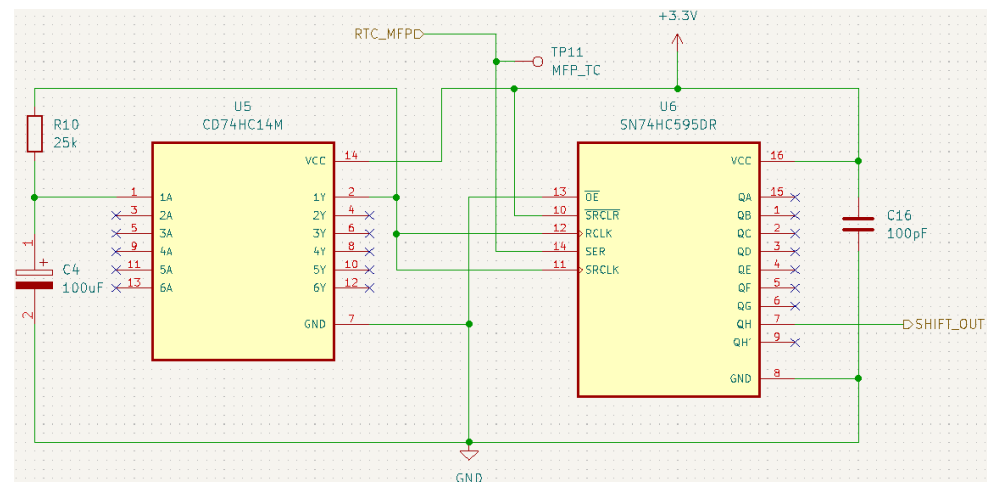 +3.3V
RTC_MFP
TP11
MFP_TC
U5
CD74HC14M
U6
SN74HC595DR
R10
25k
VCC 14
VCC 16
1 1A
1Y 2
13 OE
QA 15
3 2A
2Y 4
10 SRCLR
QB 1
5 3A
3Y 6
12 RCLK
QC 2
9 4A
4Y 8
14 SER
QD 3
11 5A
5Y 10
11 SRCLK
QE 4
13 6A
6Y 12
QF 5
QG 6
GND 7
QH 7
SHIFT_OUT
QH' 9
GND 8
1
+
C4
100uF
2
C16
100pF
GND